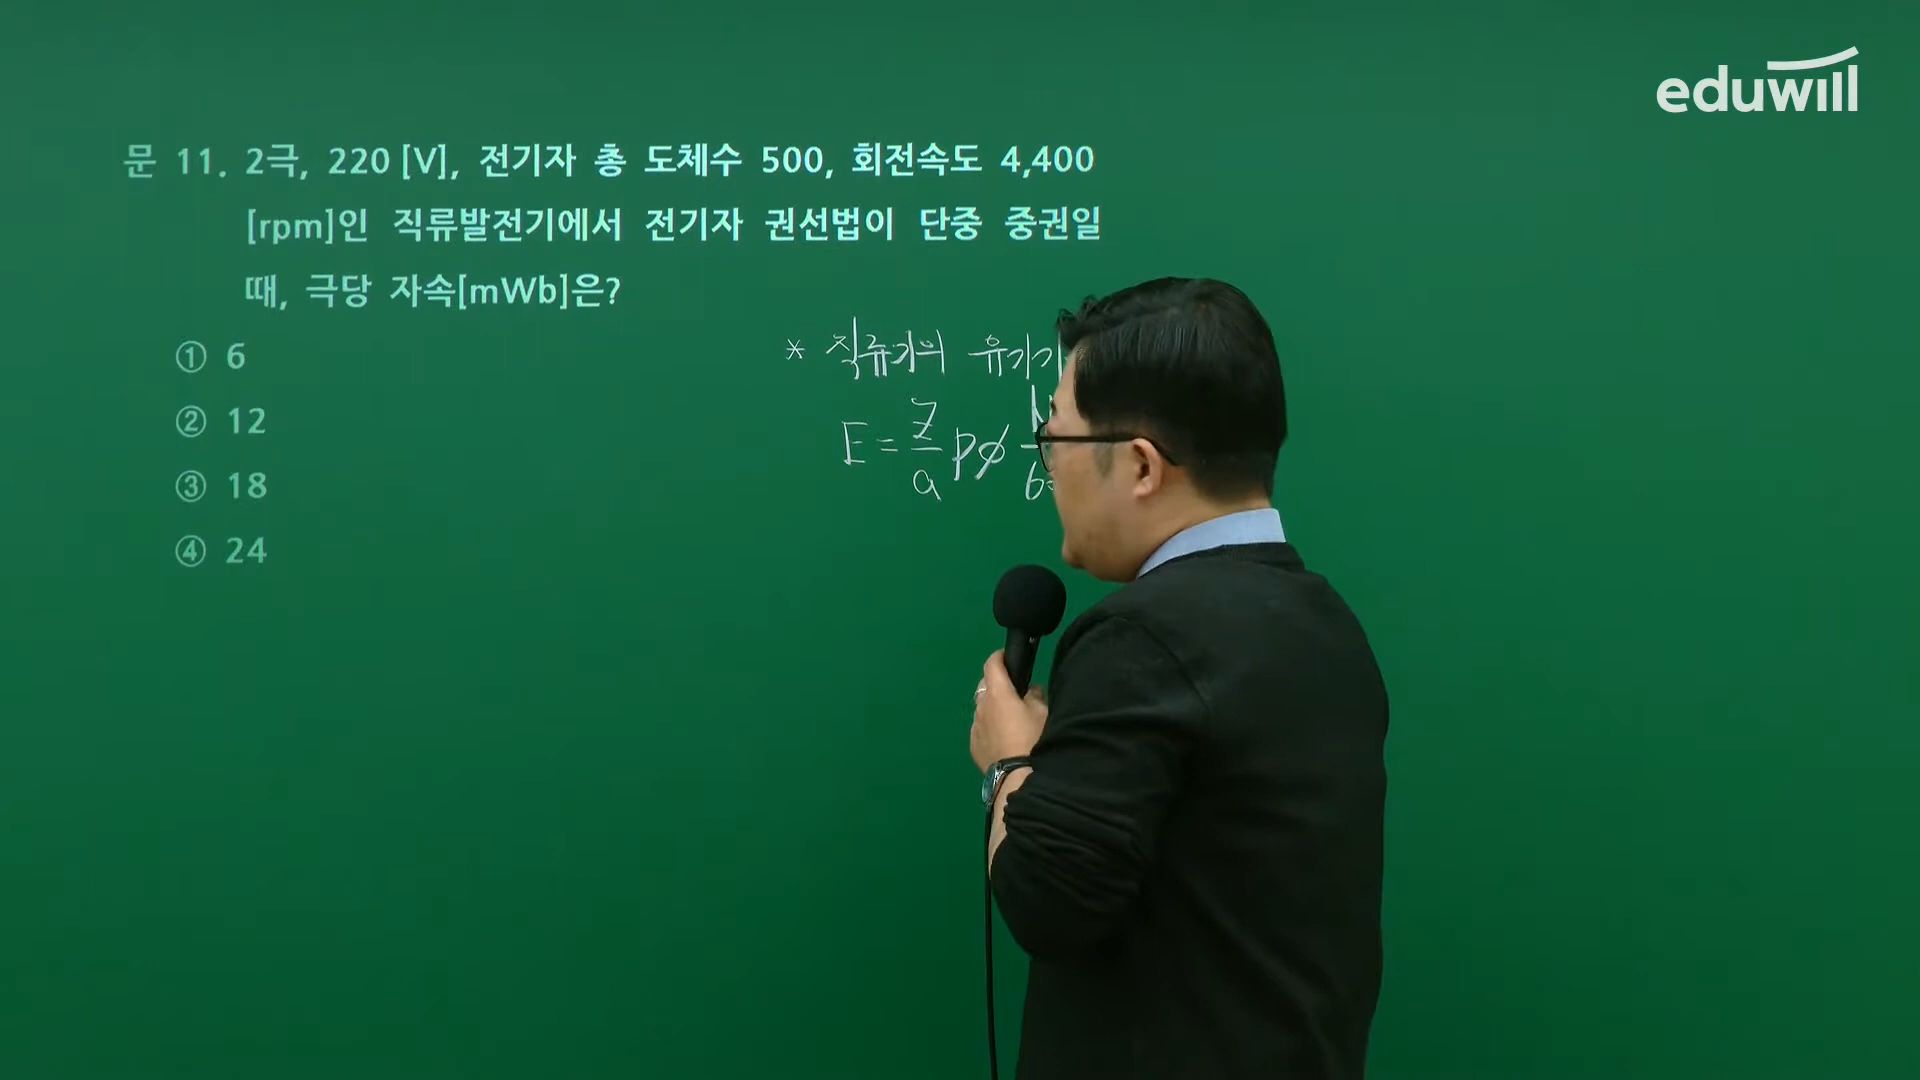 eduwill
문 11. 2극, 220 [V], 전기자 총 도체수 500, 회전속도 4,400
[rpm]인 직류발전기에서 전기자 권선법이 단중 중권일
때, 극당 자속[mWb]은?
① 6
② 12
③ 18
④ 24
* 직류기의 유기기
E = Z/a pϕ N/60